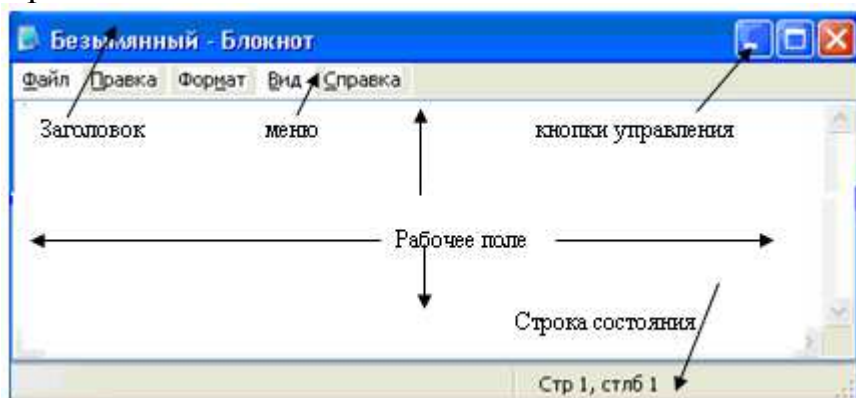 Безымянный - Блокнот
Файл Правка Формат Вид Справка
Заголовок меню кнопки управления
Рабочее поле
Строка состояния
Стр 1, стлб 1